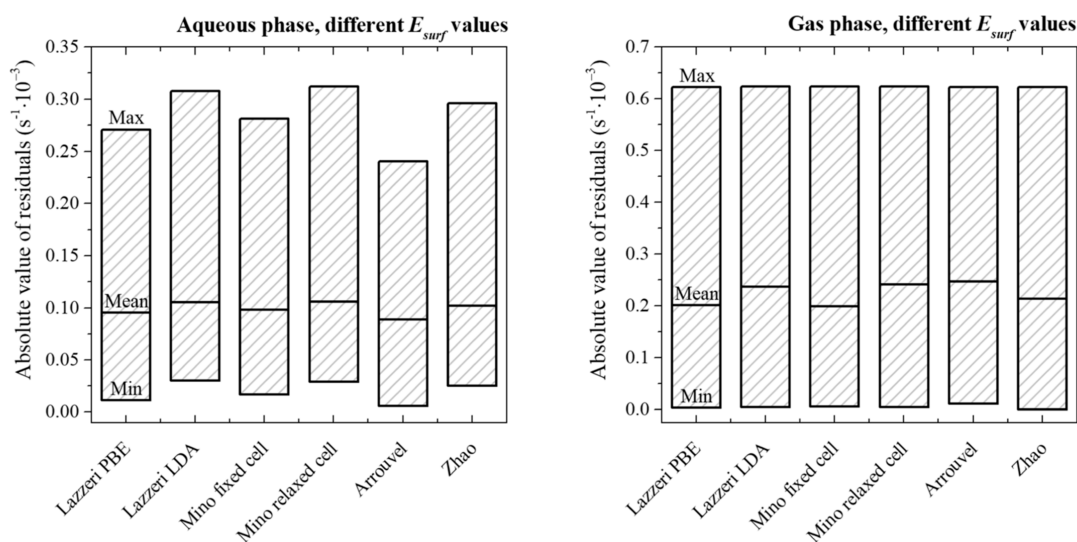 Aqueous phase, different E_surf values
Absolute value of residuals (s⁻¹·10⁻³)
0.35
0.30
0.25
0.20
0.15
0.10
0.05
0.00
Max
Mean
Min
Lazzeri PBE
Lazzeri LDA
Mino fixed cell
Mino relaxed cell
Arrouvel
Zhao
Gas phase, different E_surf values
Absolute value of residuals (s⁻¹·10⁻³)
0.7
0.6
0.5
0.4
0.3
0.2
0.1
0.0
Max
Mean
Min
Lazzeri PBE
Lazzeri LDA
Mino fixed cell
Mino relaxed cell
Arrouvel
Zhao